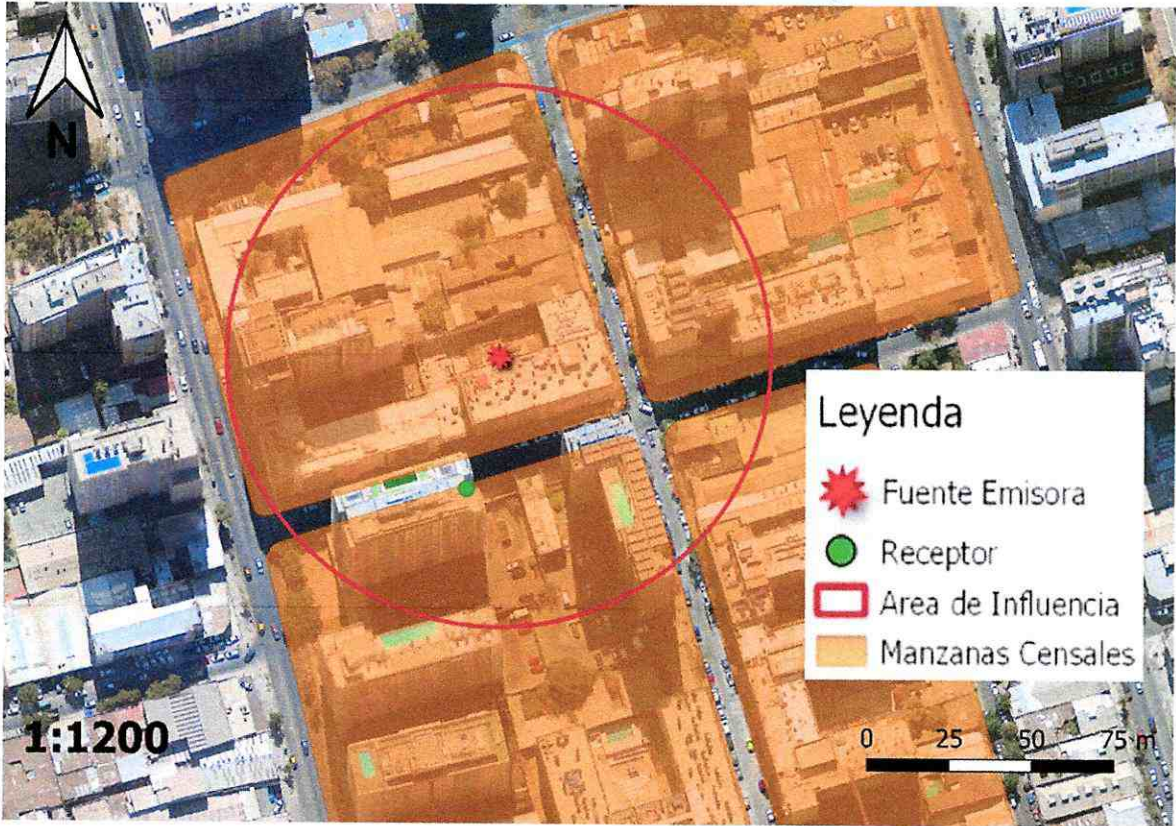 N
Leyenda
Fuente Emisora
Receptor
Area de Influencia
Manzanas Censales
1:1200
0 25 50 75 m